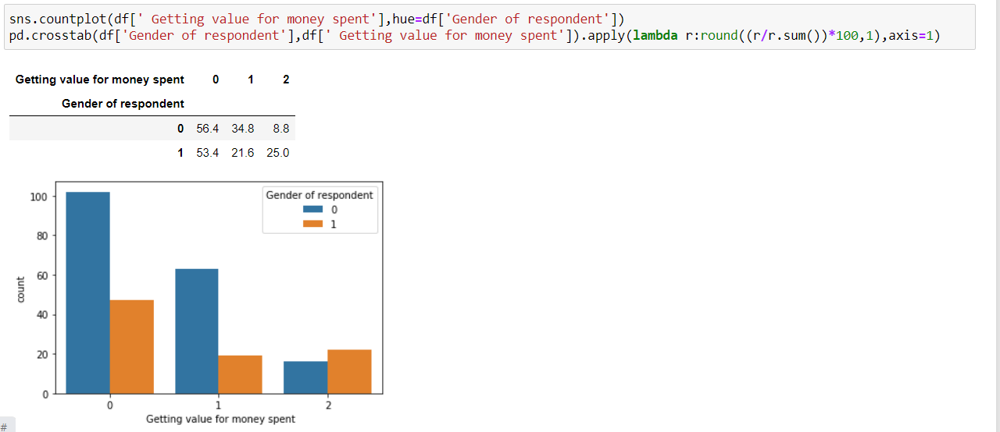 sns.countplot(df[' Getting value for money spent'],hue=df['Gender of respondent'])
pd.crosstab(df['Gender of respondent'],df[' Getting value for money spent']).apply(lambda r:round((r/r.sum())*100,1),axis=1)
Getting value for money spent 0 1 2
Gender of respondent
0 56.4 34.8 8.8
1 53.4 21.6 25.0
Gender of respondent
0
1
100
80
60
40
20
0
count
0 1 2
Getting value for money spent
#